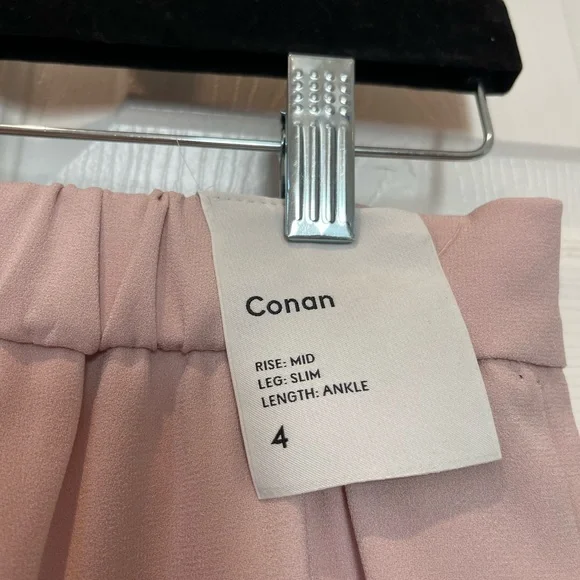 Conan
RISE: MID
LEG: SLIM
LENGTH: ANKLE
4